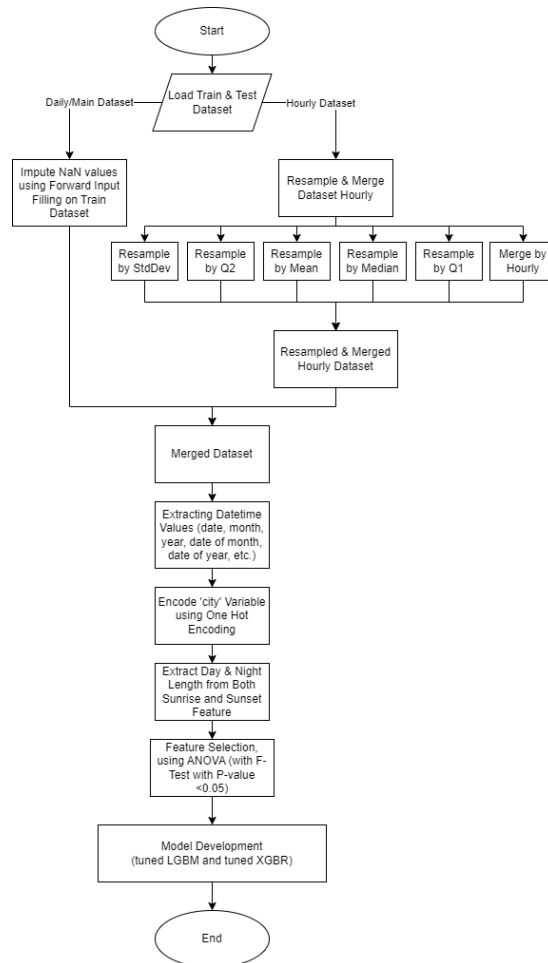 Start
Daily/Main Dataset
Load Train & Test
Dataset
Hourly Dataset
Impute NaN values
using Forward Input
Filling on Train
Dataset
Resample & Merge
Dataset Hourly
Resample
by StdDev
Resample
by Q2
Resample
by Mean
Resample
by Median
Resample
by Q1
Merge by
Hourly
Resampled & Merged
Hourly Dataset
Merged Dataset
Extracting Datetime
Values (date, month,
year, date of month,
date of year, etc.)
Encode 'city' Variable
using One Hot
Encoding
Extract Day & Night
Length from Both
Sunrise and Sunset
Feature
Feature Selection,
using ANOVA (with F-
Test with P-value
<0.05)
Model Development
(tuned LGBM and tuned XGBR)
End